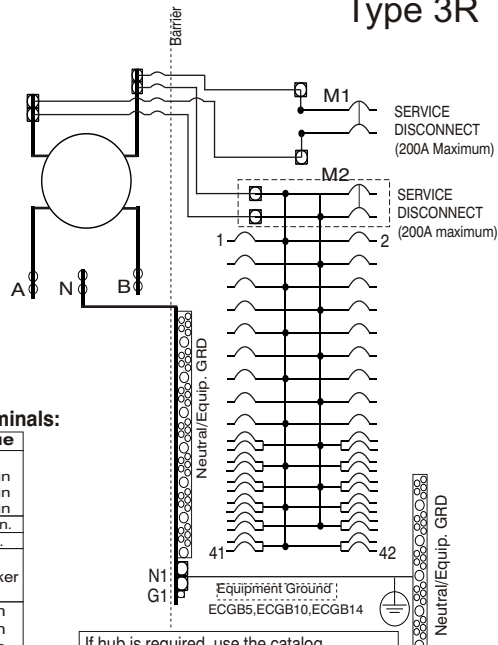 Type 3R
Barrier
M1
SERVICE
DISCONNECT
(200A Maximum)
M2
SERVICE
DISCONNECT
(200A maximum)
1
2
A
N
B
Neutral/Equip. GRD
41
42
N1
G1
Equipment Ground
ECGB5,ECGB10,ECGB14
Neutral/Equip. GRD
If hub is required, use the catalog